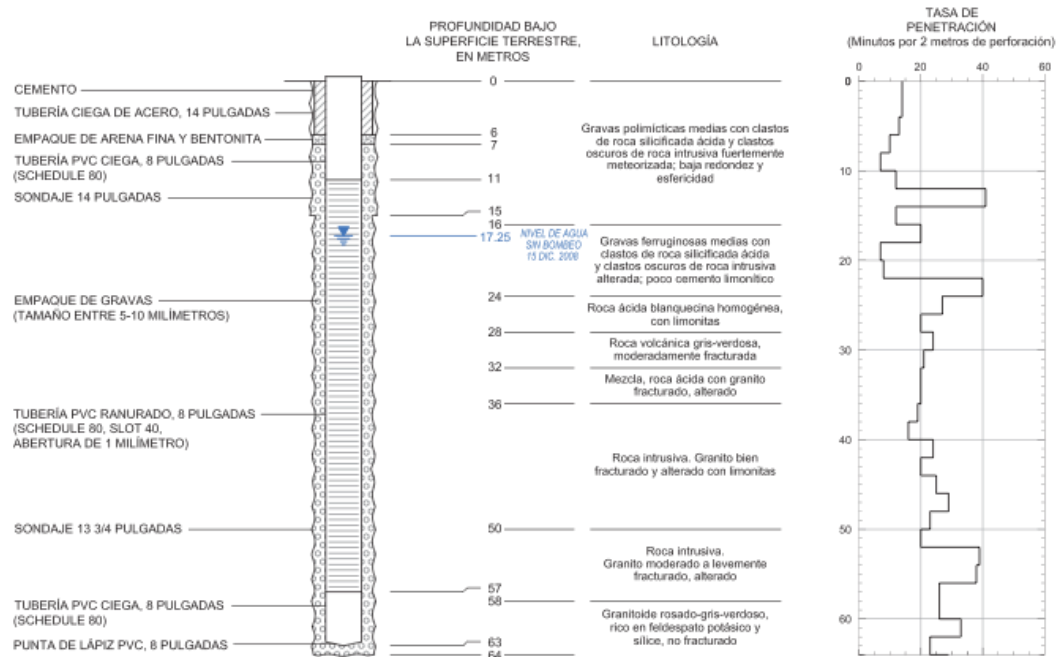 PROFUNDIDAD BAJO
LA SUPERFICIE TERRESTRE,
EN METROS
LITOLOGÍA
TASA DE
PENETRACIÓN
(Minutos por 2 metros de perforación)
0 20 40 60
CEMENTO
TUBERÍA CIEGA DE ACERO, 14 PULGADAS
EMPAQUE DE ARENA FINA Y BENTONITA
TUBERÍA PVC CIEGA, 8 PULGADAS
(SCHEDULE 80)
SONDAJE 14 PULGADAS
EMPAQUE DE GRAVAS
(TAMAÑO ENTRE 5-10 MILÍMETROS)
TUBERÍA PVC RANURADO, 8 PULGADAS
(SCHEDULE 80, SLOT 40,
ABERTURA DE 1 MILÍMETRO)
SONDAJE 13 3/4 PULGADAS
TUBERÍA PVC CIEGA, 8 PULGADAS
(SCHEDULE 80)
PUNTA DE LÁPIZ PVC, 8 PULGADAS
0
6
7
11
15
16
17.25
NIVEL DE AGUA
SIN BOMBEO
15 DIC. 2008
24
28
32
36
50
57
58
63
64
Gravas polimícticas medias con clastos
de roca silicificada ácida y clastos
oscuros de roca intrusiva fuertemente
meteorizada; baja redondez y
esfericidad
Gravas ferruginosas medias con
clastos de roca silicificada ácida
y clastos oscuros de roca intrusiva
alterada; poco cemento limonítico
Roca ácida blanquecina homogénea,
con limonitas
Roca volcánica gris-verdosa,
moderadamente fracturada
Mezcla, roca ácida con granito
fracturado, alterado
Roca intrusiva. Granito bien
fracturado y alterado con limonitas
Roca intrusiva.
Granito moderado a levemente
fracturado, alterado
Granitoide rosado-gris-verdoso,
rico en feldespato potásico y
sílice, no fracturado
0
10
20
30
40
50
60